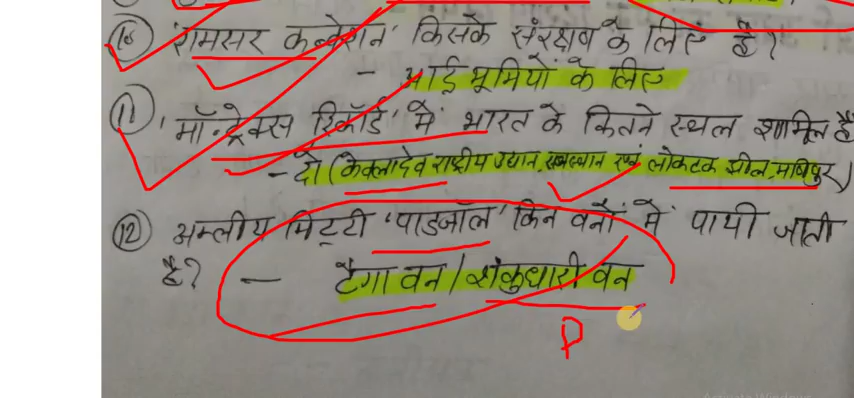 (10) 'रामसर कन्वेंशन' किसके संरक्षण के लिए है?
- आर्द्र भूमियों के लिए
(11) 'मॉन्ट्रेक्स रिकॉर्ड' में भारत के कितने स्थल शामिल हैं
- दो (केवलादेव राष्ट्रीय उद्यान, राजस्थान एवं लोकटक झील, मणिपुर)
(12) अम्लीय मिट्टी 'पाडजॉल' किन वनों में पायी जाती
है? - टैगा वन / शंकुधारी वन
P